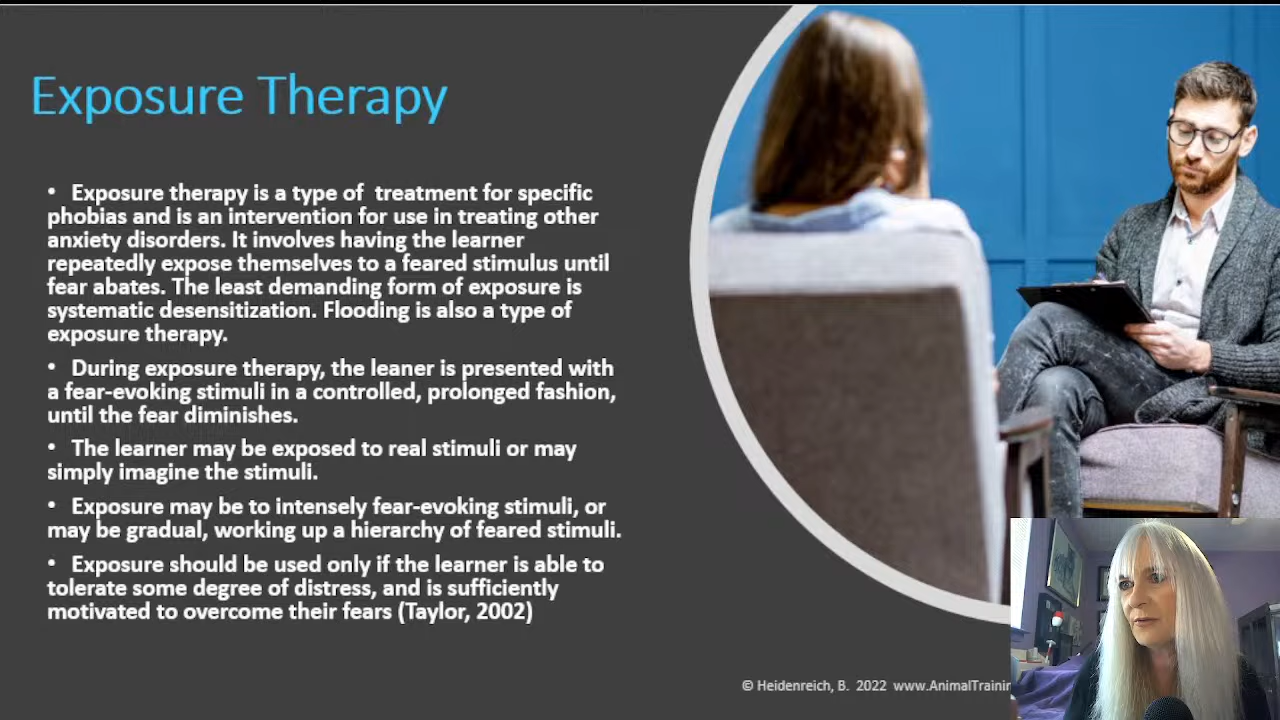 Exposure Therapy
• Exposure therapy is a type of  treatment for specific
phobias and is an intervention for use in treating other
anxiety disorders. It involves having the learner
repeatedly expose themselves to a feared stimulus until
fear abates. The least demanding form of exposure is
systematic desensitization. Flooding is also a type of
exposure therapy.
• During exposure therapy, the leaner is presented with
a fear-evoking stimuli in a controlled, prolonged fashion,
until the fear diminishes.
• The learner may be exposed to real stimuli or may
simply imagine the stimuli.
• Exposure may be to intensely fear-evoking stimuli, or
may be gradual, working up a hierarchy of feared stimuli.
• Exposure should be used only if the learner is able to
tolerate some degree of distress, and is sufficiently
motivated to overcome their fears (Taylor, 2002)
© Heidenreich, B.  2022  www.AnimalTrainin